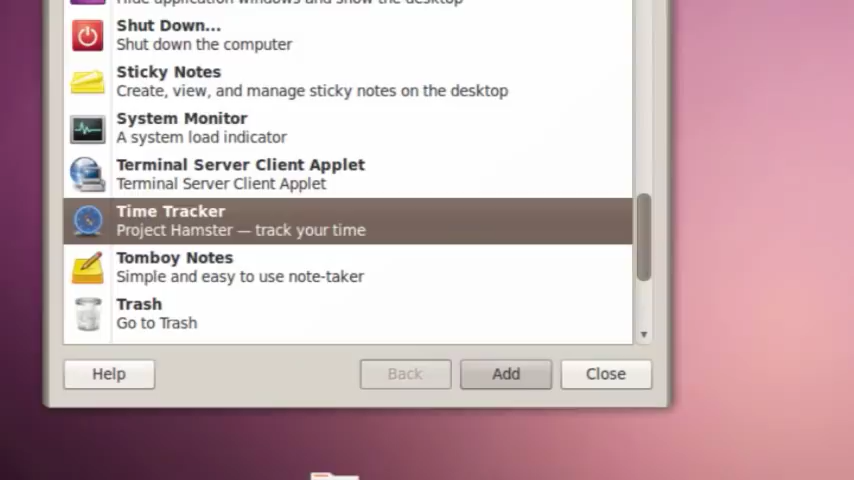 Hide application windows and show the desktop
Shut Down...
Shut down the computer
Sticky Notes
Create, view, and manage sticky notes on the desktop
System Monitor
A system load indicator
Terminal Server Client Applet
Terminal Server Client Applet
Time Tracker
Project Hamster — track your time
Tomboy Notes
Simple and easy to use note-taker
Trash
Go to Trash
Help
Back
Add
Close